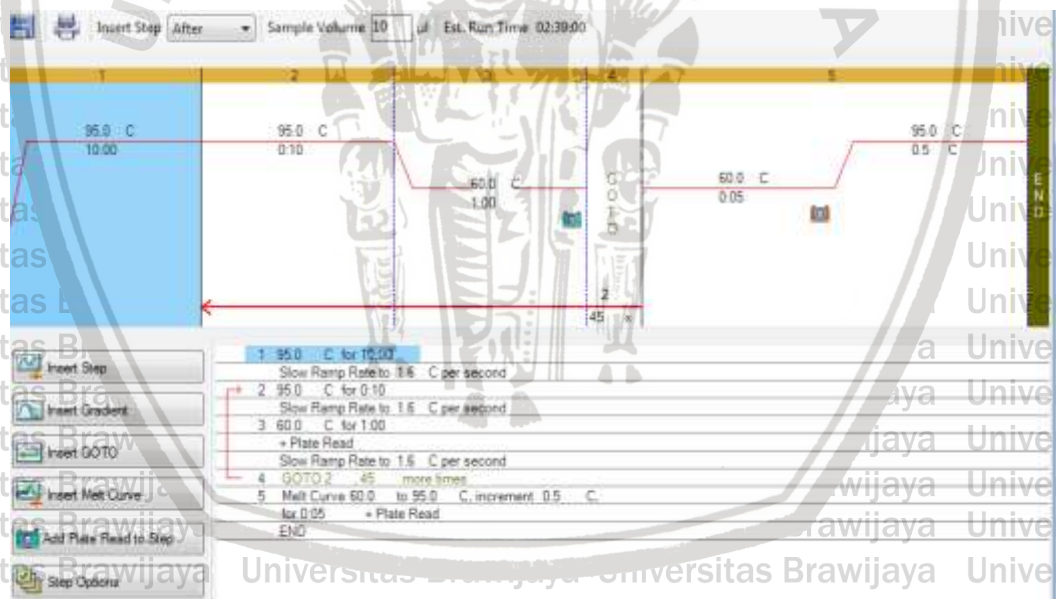 Insert Step After Sample Volume 10 ul Est. Run Time 02:39:00
1 2 3 4 5
95.0 C
10:00
95.0 C
0:10
60.0 C
1:00
GOTO
2
45 x
60.0 C
0:05
95.0 C
0.5 C
END
Insert Step
Insert Gradient
Insert GOTO
Insert Melt Curve
Add Plate Read to Step
Step Options
1 95.0 C for 10:00
Slow Ramp Rate to 1.6 C per second
2 95.0 C for 0:10
Slow Ramp Rate to 1.6 C per second
3 60.0 C for 1:00
+ Plate Read
Slow Ramp Rate to 1.6 C per second
4 GOTO 2 , 45 more times
5 Melt Curve 60.0 to 95.0 C, increment 0.5 C,
for 0:05 + Plate Read
END
Universitas Brawijaya Universitas Brawijaya Unive